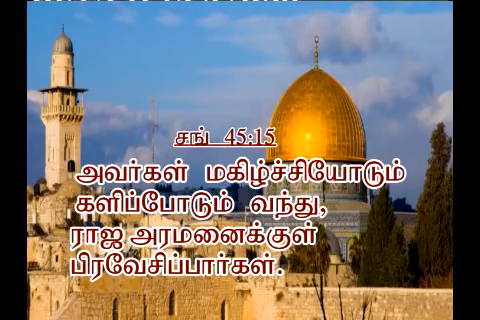 சங் 45:15
அவர்கள் மகிழ்ச்சியோடும்
களிப்போடும் வந்து,
ராஜ அரமனைக்குள்
பிரவேசிப்பார்கள்.